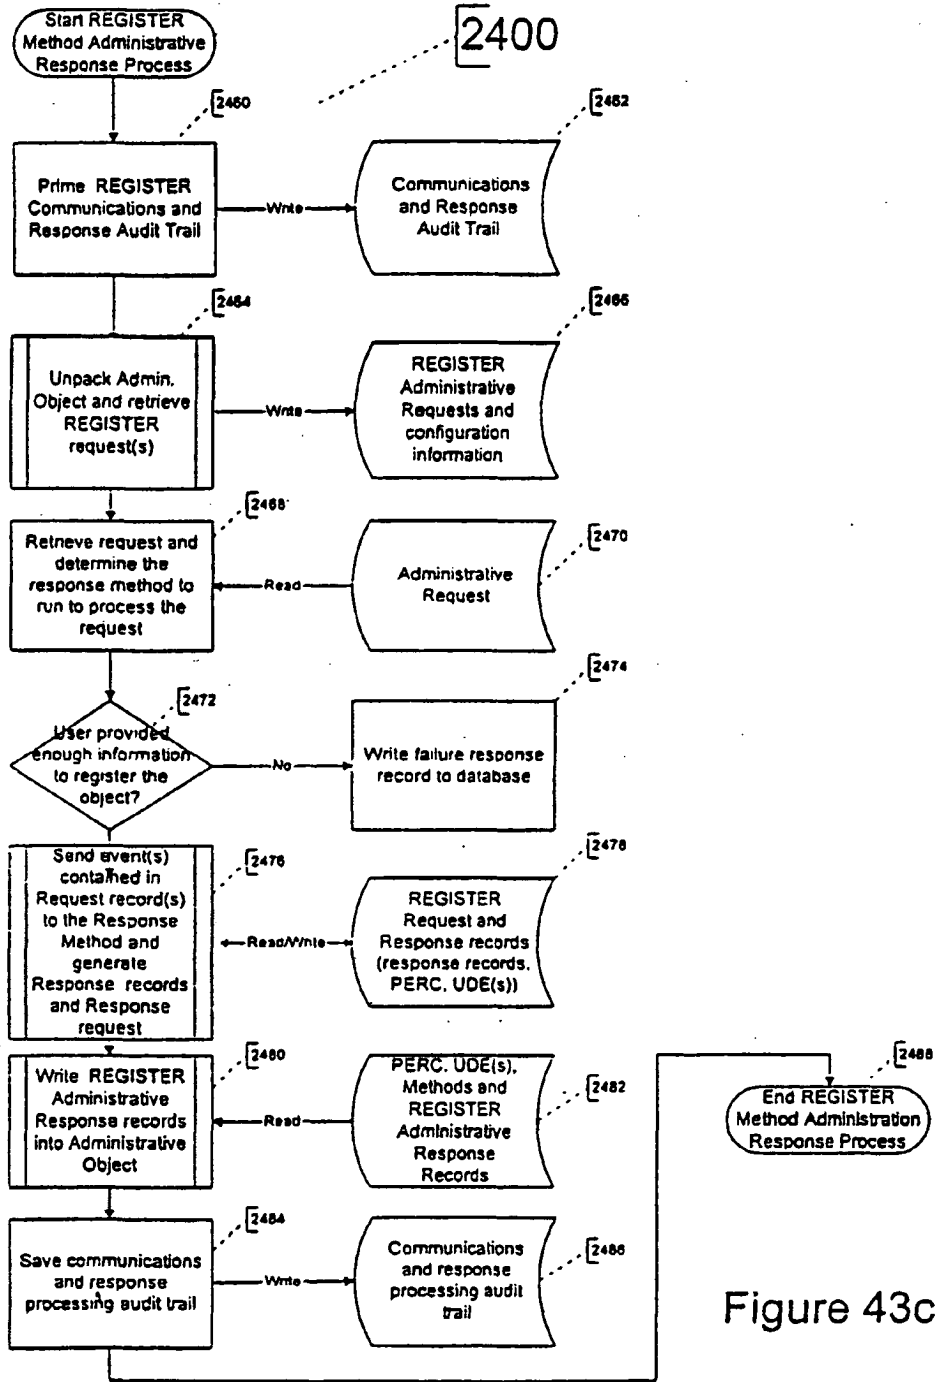 Start REGISTER
Method Administrative
Response Process
2400
2460
2462
Prime REGISTER
Communications and
Response Audit Trail
Write
Communications
and Response
Audit Trail
2464
2466
Unpack Admin.
Object and retrieve
REGISTER
request(s)
Write
REGISTER
Administrative
Requests and
configuration
information
2468
2470
Retrieve request and
determine the
response method to
run to process the
request
Read
Administrative
Request
2472
2474
User provided
enough information
to register the
object?
No
Write failure response
record to database
2476
2478
Send event(s)
contained in
Request record(s)
to the Response
Method and
generate
Response records
and Response
request
Read/Write
REGISTER
Request and
Response records
(response records,
PERC, UDE(s))
2480
2482
Write REGISTER
Administrative
Response records
into Administrative
Object
Read
PERC, UDE(s),
Methods and
REGISTER
Administrative
Response
Records
2488
End REGISTER
Method Administration
Response Process
2484
2486
Save communications
and response
processing audit trail
Write
Communications
and response
processing audit
trail
Figure 43c